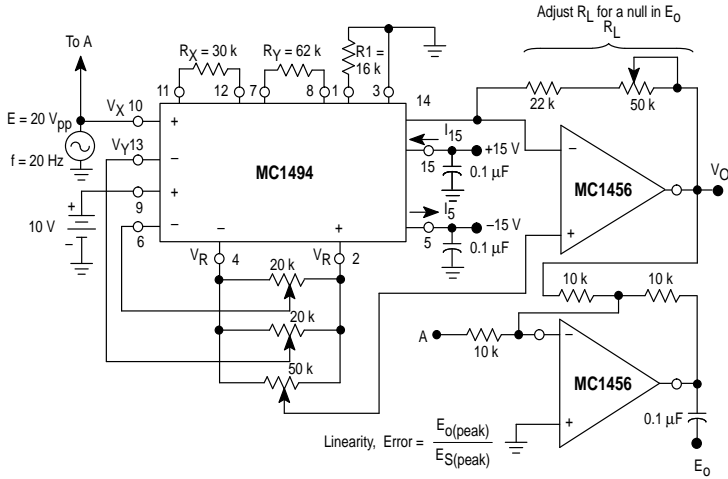 Adjust R_L for a null in E_o
R_L
To A
R_X = 30 k
R_Y = 62 k
R1 =
16 k
11
12
7
8
1
3
14
22 k
50 k
V_X 10
E = 20 V_pp
f = 20 Hz
V_Y 13
+
−
+
−
9
6
10 V
+
−
MC1494
I_15
15
+15 V
0.1 µF
I_5
5
−15 V
0.1 µF
−
+
MC1456
V_O
−
+
V_R
4
V_R
2
20 k
20 k
50 k
10 k
10 k
A
10 k
−
+
MC1456
0.1 µF
E_o
Linearity, Error = E_o(peak)
E_S(peak)